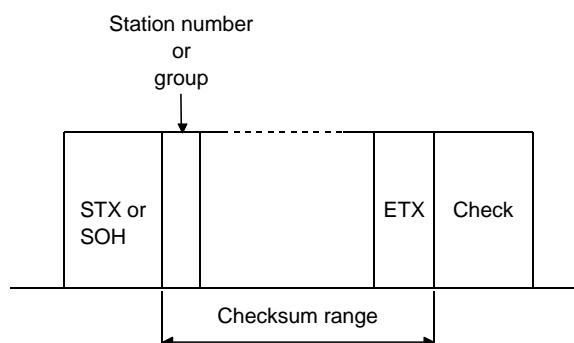 Station number
or
group
STX or
SOH
ETX
Check
Checksum range